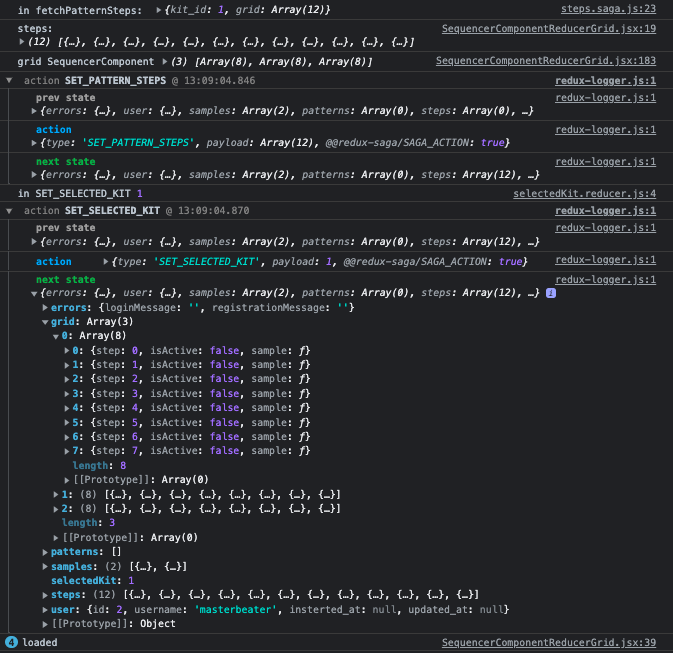 in fetchPatternSteps: ▶{kit_id: 1, grid: Array(12)} steps.saga.js:23
steps: SequencerComponentReducerGrid.jsx:19
▶(12) [{…}, {…}, {…}, {…}, {…}, {…}, {…}, {…}, {…}, {…}, {…}, {…}]
grid SequencerComponent ▶(3) [Array(8), Array(8), Array(8)] SequencerComponentReducerGrid.jsx:183
▼ action SET_PATTERN_STEPS @ 13:09:04.846 redux-logger.js:1
prev state redux-logger.js:1
▶{errors: {…}, user: {…}, samples: Array(2), patterns: Array(0), steps: Array(0), …}
action redux-logger.js:1
▶{type: 'SET_PATTERN_STEPS', payload: Array(12), @@redux-saga/SAGA_ACTION: true}
next state redux-logger.js:1
▶{errors: {…}, user: {…}, samples: Array(2), patterns: Array(0), steps: Array(12), …}
in SET_SELECTED_KIT 1 selectedKit.reducer.js:4
▼ action SET_SELECTED_KIT @ 13:09:04.870 redux-logger.js:1
prev state redux-logger.js:1
▶{errors: {…}, user: {…}, samples: Array(2), patterns: Array(0), steps: Array(12), …}
action ▶{type: 'SET_SELECTED_KIT', payload: 1, @@redux-saga/SAGA_ACTION: true} redux-logger.js:1
next state redux-logger.js:1
▼{errors: {…}, user: {…}, samples: Array(2), patterns: Array(0), steps: Array(12), …} i
▶errors: {loginMessage: '', registrationMessage: ''}
▼grid: Array(3)
▼0: Array(8)
▶0: {step: 0, isActive: false, sample: ƒ}
▶1: {step: 1, isActive: false, sample: ƒ}
▶2: {step: 2, isActive: false, sample: ƒ}
▶3: {step: 3, isActive: false, sample: ƒ}
▶4: {step: 4, isActive: false, sample: ƒ}
▶5: {step: 5, isActive: false, sample: ƒ}
▶6: {step: 6, isActive: false, sample: ƒ}
▶7: {step: 7, isActive: false, sample: ƒ}
length: 8
▶[[Prototype]]: Array(0)
▶1: (8) [{…}, {…}, {…}, {…}, {…}, {…}, {…}, {…}]
▶2: (8) [{…}, {…}, {…}, {…}, {…}, {…}, {…}, {…}]
length: 3
▶[[Prototype]]: Array(0)
▶patterns: []
▶samples: (2) [{…}, {…}]
selectedKit: 1
▶steps: (12) [{…}, {…}, {…}, {…}, {…}, {…}, {…}, {…}, {…}, {…}, {…}, {…}]
▶user: {id: 2, username: 'masterbeater', insterted_at: null, updated_at: null}
▶[[Prototype]]: Object
4 loaded SequencerComponentReducerGrid.jsx:39